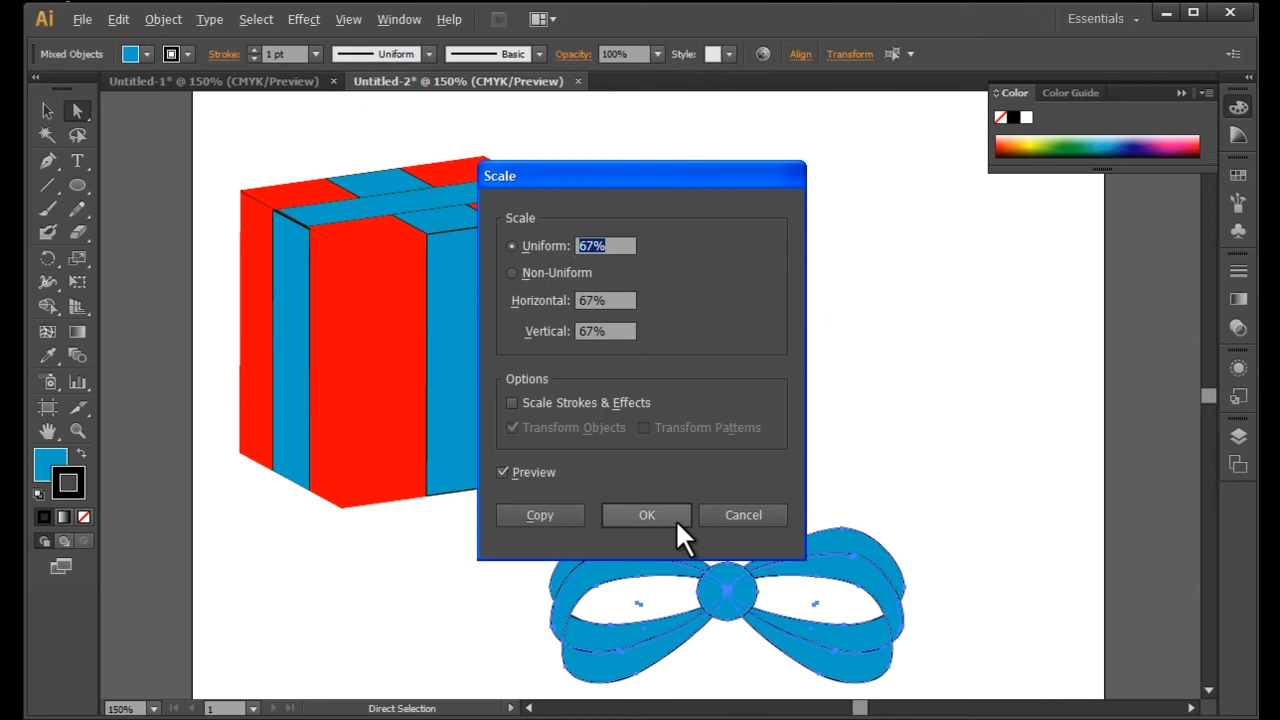 Ai File Edit Object Type Select Effect View Window Help Br Essentials
Mixed Objects Stroke: 1 pt Uniform Basic Opacity: 100% Style: Align Transform
Untitled-1* @ 150% (CMYK/Preview) × Untitled-2* @ 150% (CMYK/Preview) ×
Color Color Guide
Scale
Scale
Uniform: 67%
Non-Uniform
Horizontal: 67%
Vertical: 67%
Options
Scale Strokes & Effects
Transform Objects Transform Patterns
Preview
Copy OK Cancel
T
150% 1 Direct Selection